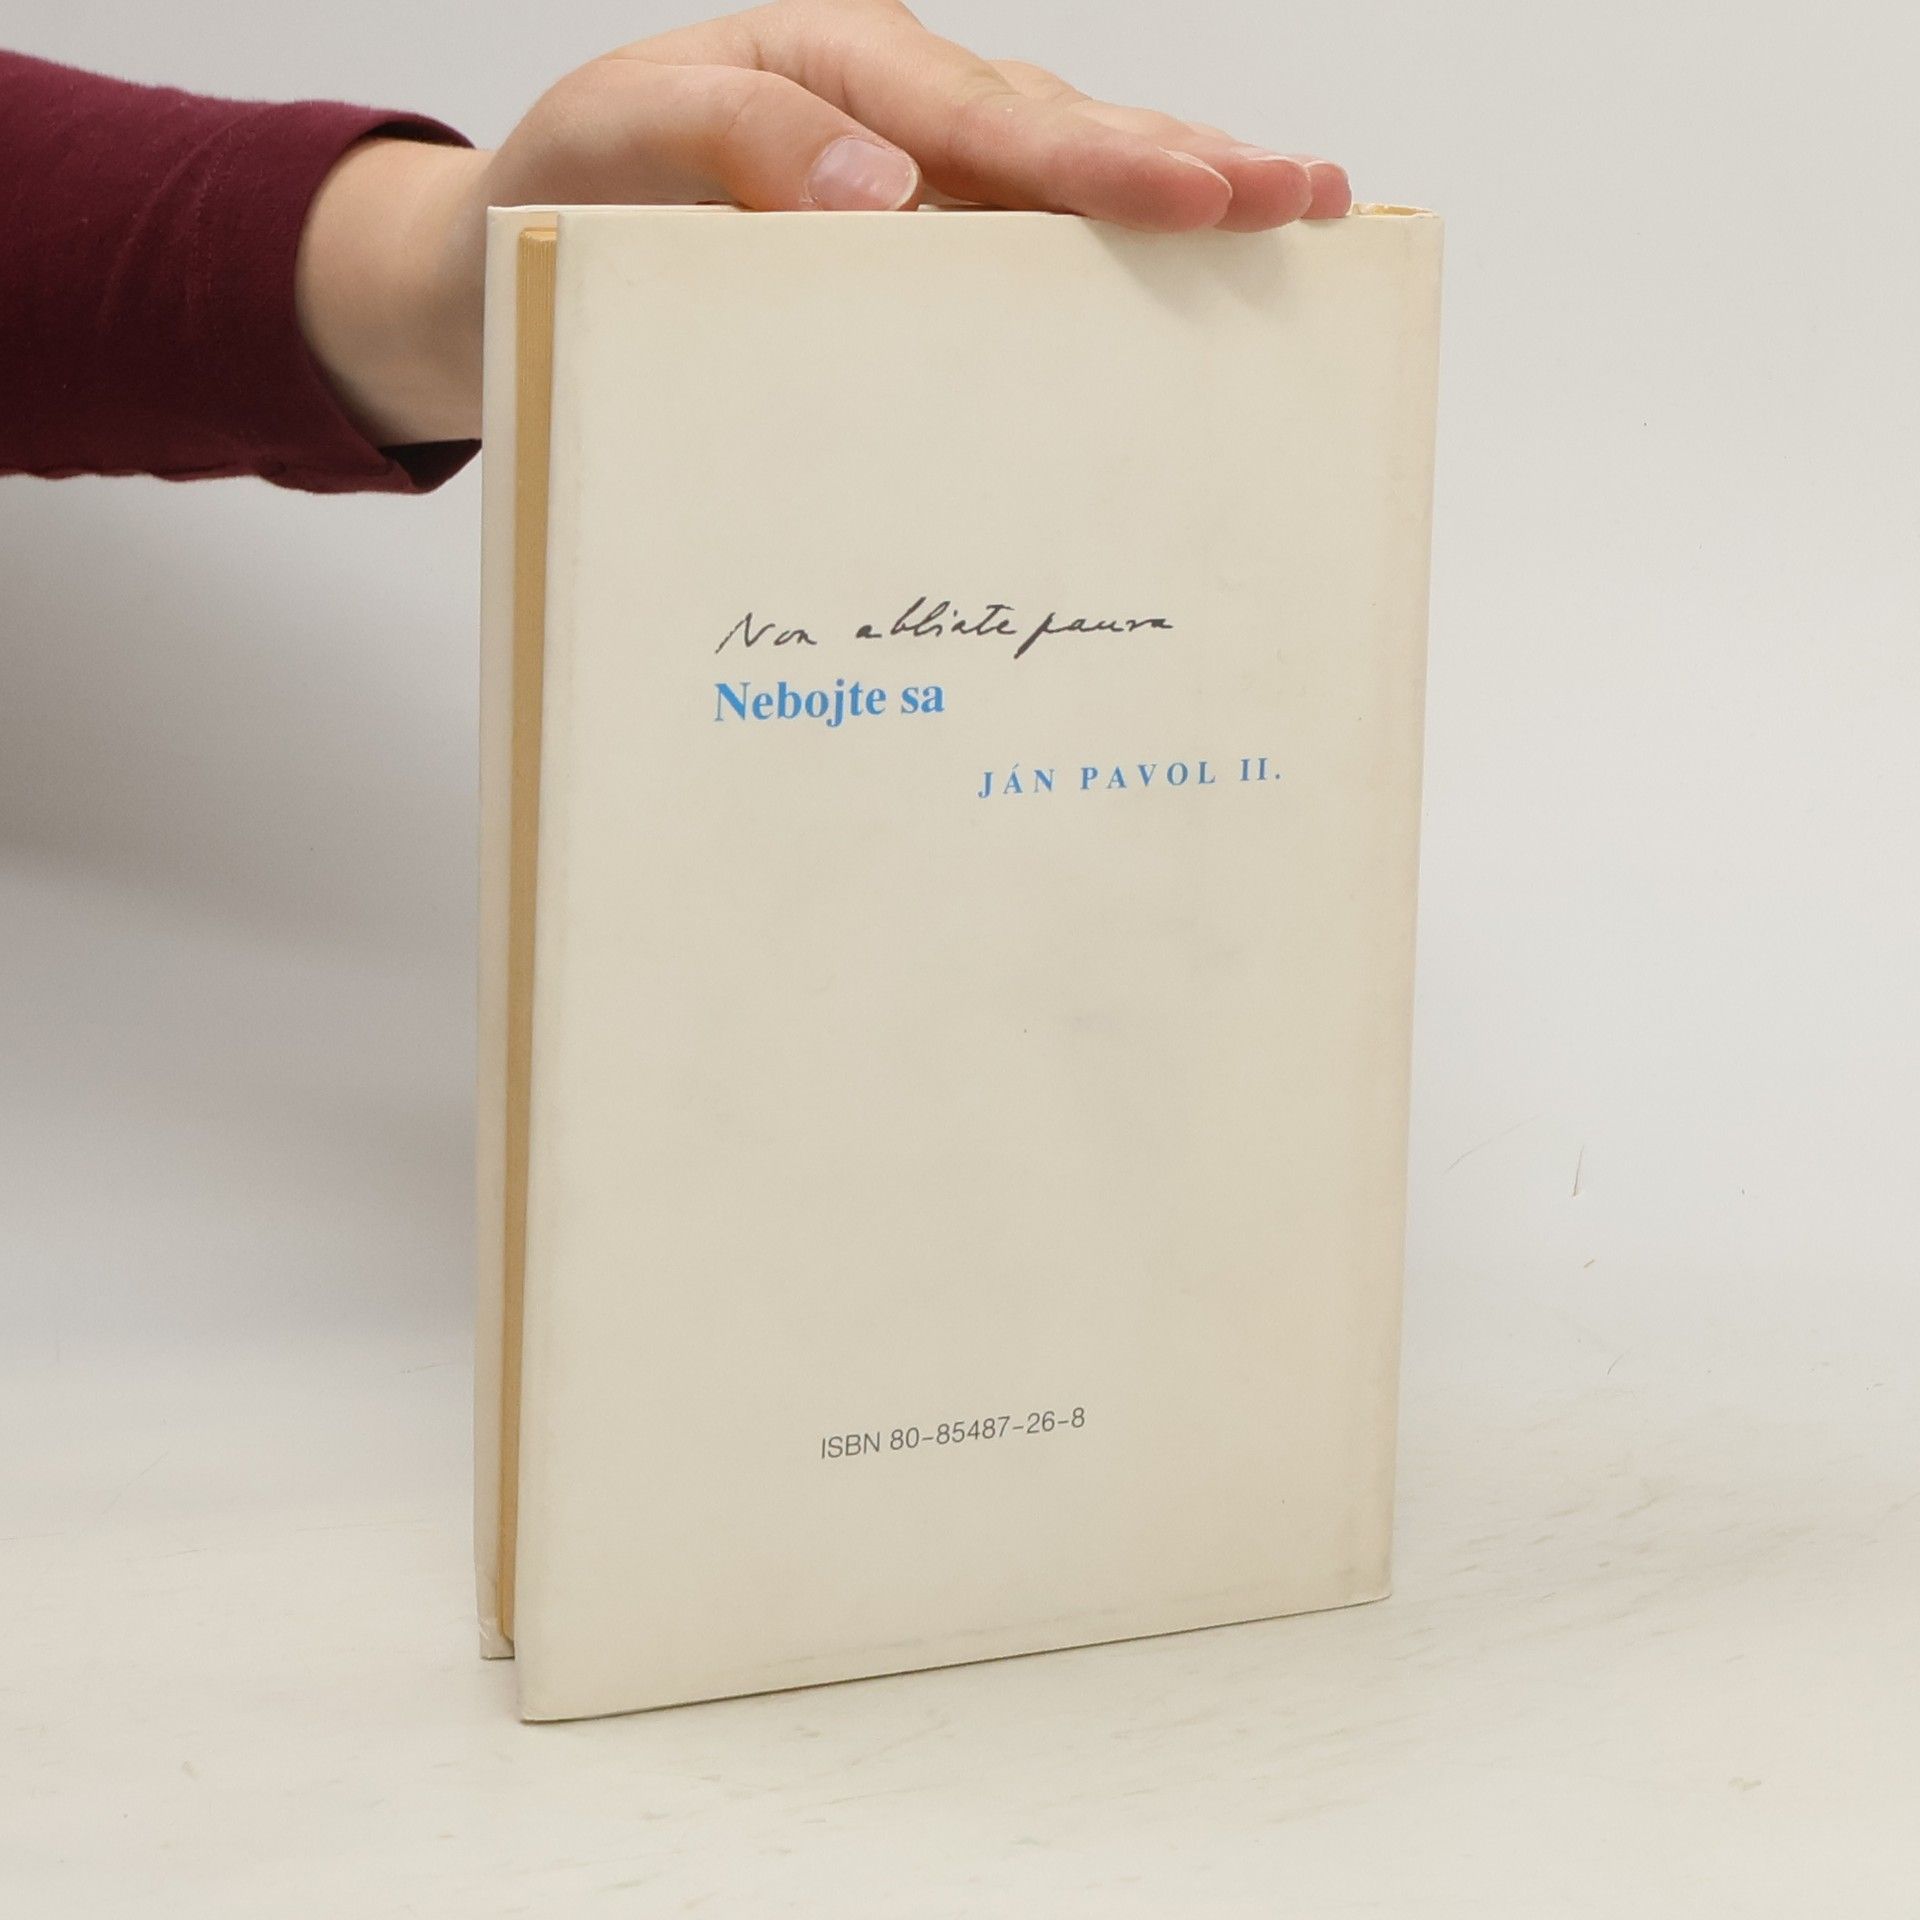 Non abbiate paura
Nebojte sa
JÁN PAVOL II.
ISBN 80-85487-26-8